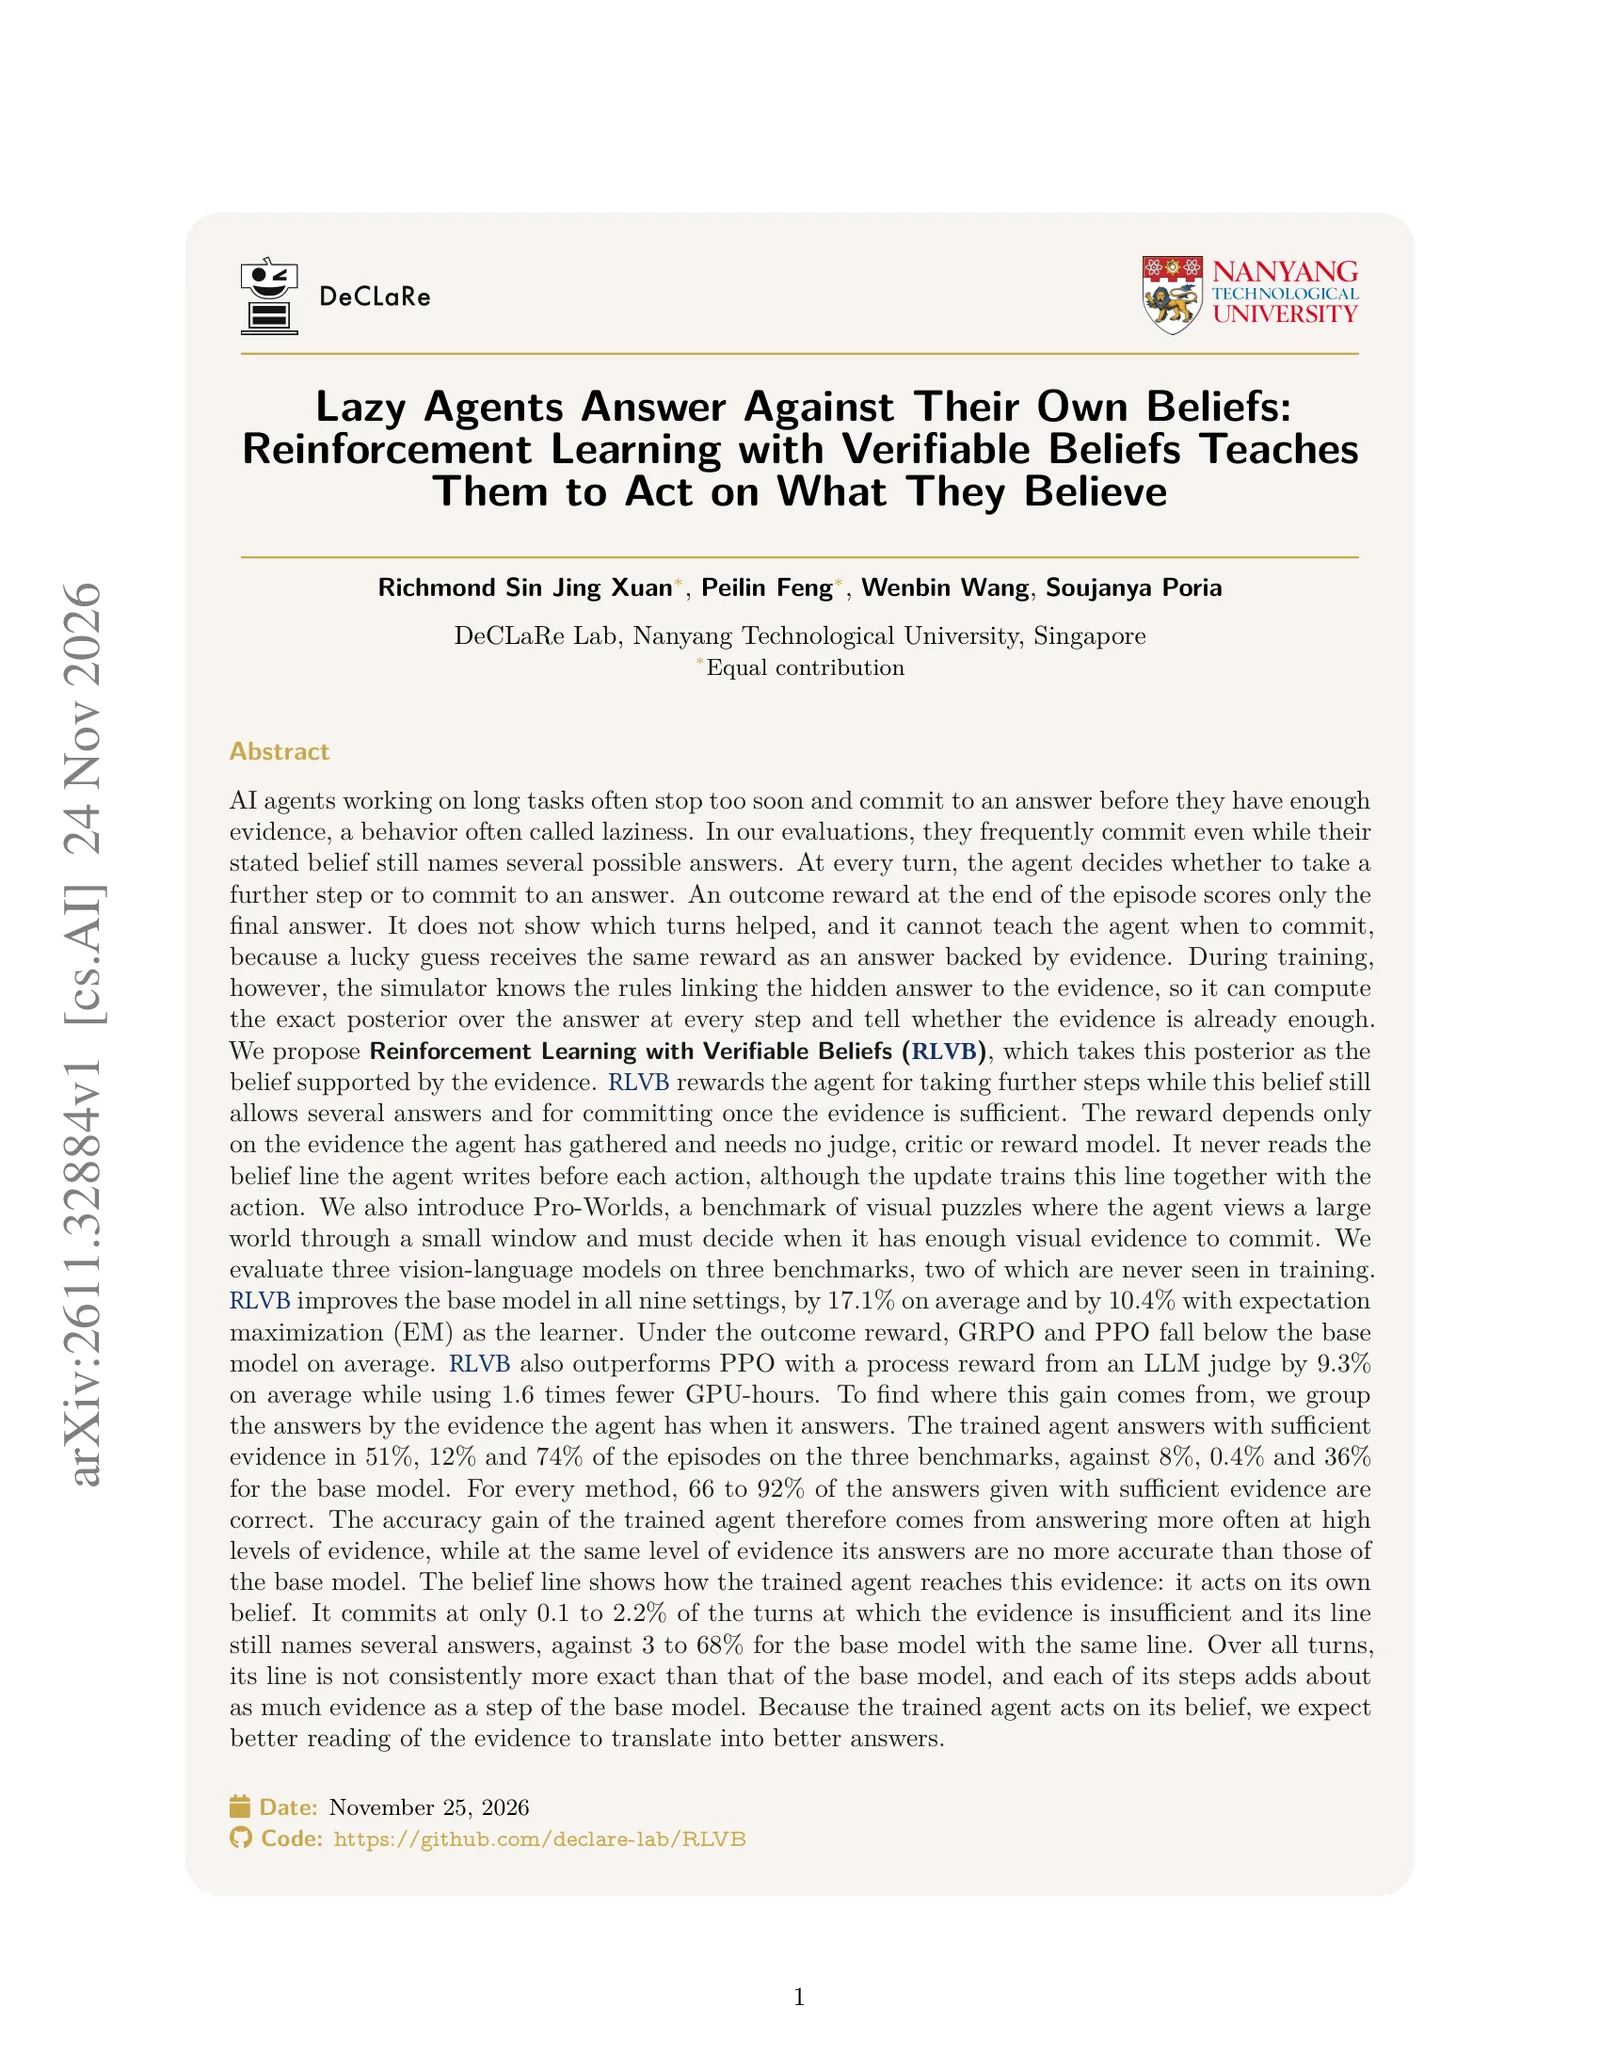 DeCLaRe
NANYANG
TECHNOLOGICAL
UNIVERSITY
Lazy Agents Answer Against Their Own Beliefs:
Reinforcement Learning with Verifiable Beliefs Teaches
Them to Act on What They Believe
Richmond Sin Jing Xuan*, Peilin Feng*, Wenbin Wang, Soujanya Poria
DeCLaRe Lab, Nanyang Technological University, Singapore
*Equal contribution
arXiv:2611.32884v1 [cs.AI] 24 Nov 2026
Abstract
AI agents working on long tasks often stop too soon and commit to an answer before they have enough
evidence, a behavior often called laziness. In our evaluations, they frequently commit even while their
stated belief still names several possible answers. At every turn, the agent decides whether to take a
further step or to commit to an answer. An outcome reward at the end of the episode scores only the
final answer. It does not show which turns helped, and it cannot teach the agent when to commit,
because a lucky guess receives the same reward as an answer backed by evidence. During training,
however, the simulator knows the rules linking the hidden answer to the evidence, so it can compute
the exact posterior over the answer at every step and tell whether the evidence is already enough.
We propose Reinforcement Learning with Verifiable Beliefs (RLVB), which takes this posterior as the
belief supported by the evidence. RLVB rewards the agent for taking further steps while this belief still
allows several answers and for committing once the evidence is sufficient. The reward depends only
on the evidence the agent has gathered and needs no judge, critic or reward model. It never reads the
belief line the agent writes before each action, although the update trains this line together with the
action. We also introduce Pro-Worlds, a benchmark of visual puzzles where the agent views a large
world through a small window and must decide when it has enough visual evidence to commit. We
evaluate three vision-language models on three benchmarks, two of which are never seen in training.
RLVB improves the base model in all nine settings, by 17.1% on average and by 10.4% with expectation
maximization (EM) as the learner. Under the outcome reward, GRPO and PPO fall below the base
model on average. RLVB also outperforms PPO with a process reward from an LLM judge by 9.3%
on average while using 1.6 times fewer GPU-hours. To find where this gain comes from, we group
the answers by the evidence the agent has when it answers. The trained agent answers with sufficient
evidence in 51%, 12% and 74% of the episodes on the three benchmarks, against 8%, 0.4% and 36%
for the base model. For every method, 66 to 92% of the answers given with sufficient evidence are
correct. The accuracy gain of the trained agent therefore comes from answering more often at high
levels of evidence, while at the same level of evidence its answers are no more accurate than those of
the base model. The belief line shows how the trained agent reaches this evidence: it acts on its own
belief. It commits at only 0.1 to 2.2% of the turns at which the evidence is insufficient and its line
still names several answers, against 3 to 68% for the base model with the same line. Over all turns,
its line is not consistently more exact than that of the base model, and each of its steps adds about
as much evidence as a step of the base model. Because the trained agent acts on its belief, we expect
better reading of the evidence to translate into better answers.
Date: November 25, 2026
Code: https://github.com/declare-lab/RLVB
1